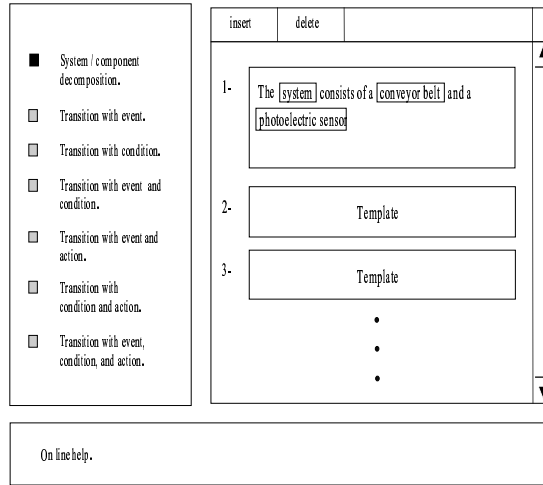 System / component
decomposition.
Transition with event.
Transition with condition.
Transition with event and
condition.
Transition with event and
action.
Transition with
condition and action.
Transition with event,
condition, and action.
insert delete
1- The system consists of a conveyor belt and a
photoelectric sensor
2- Template
3- Template
On line help.